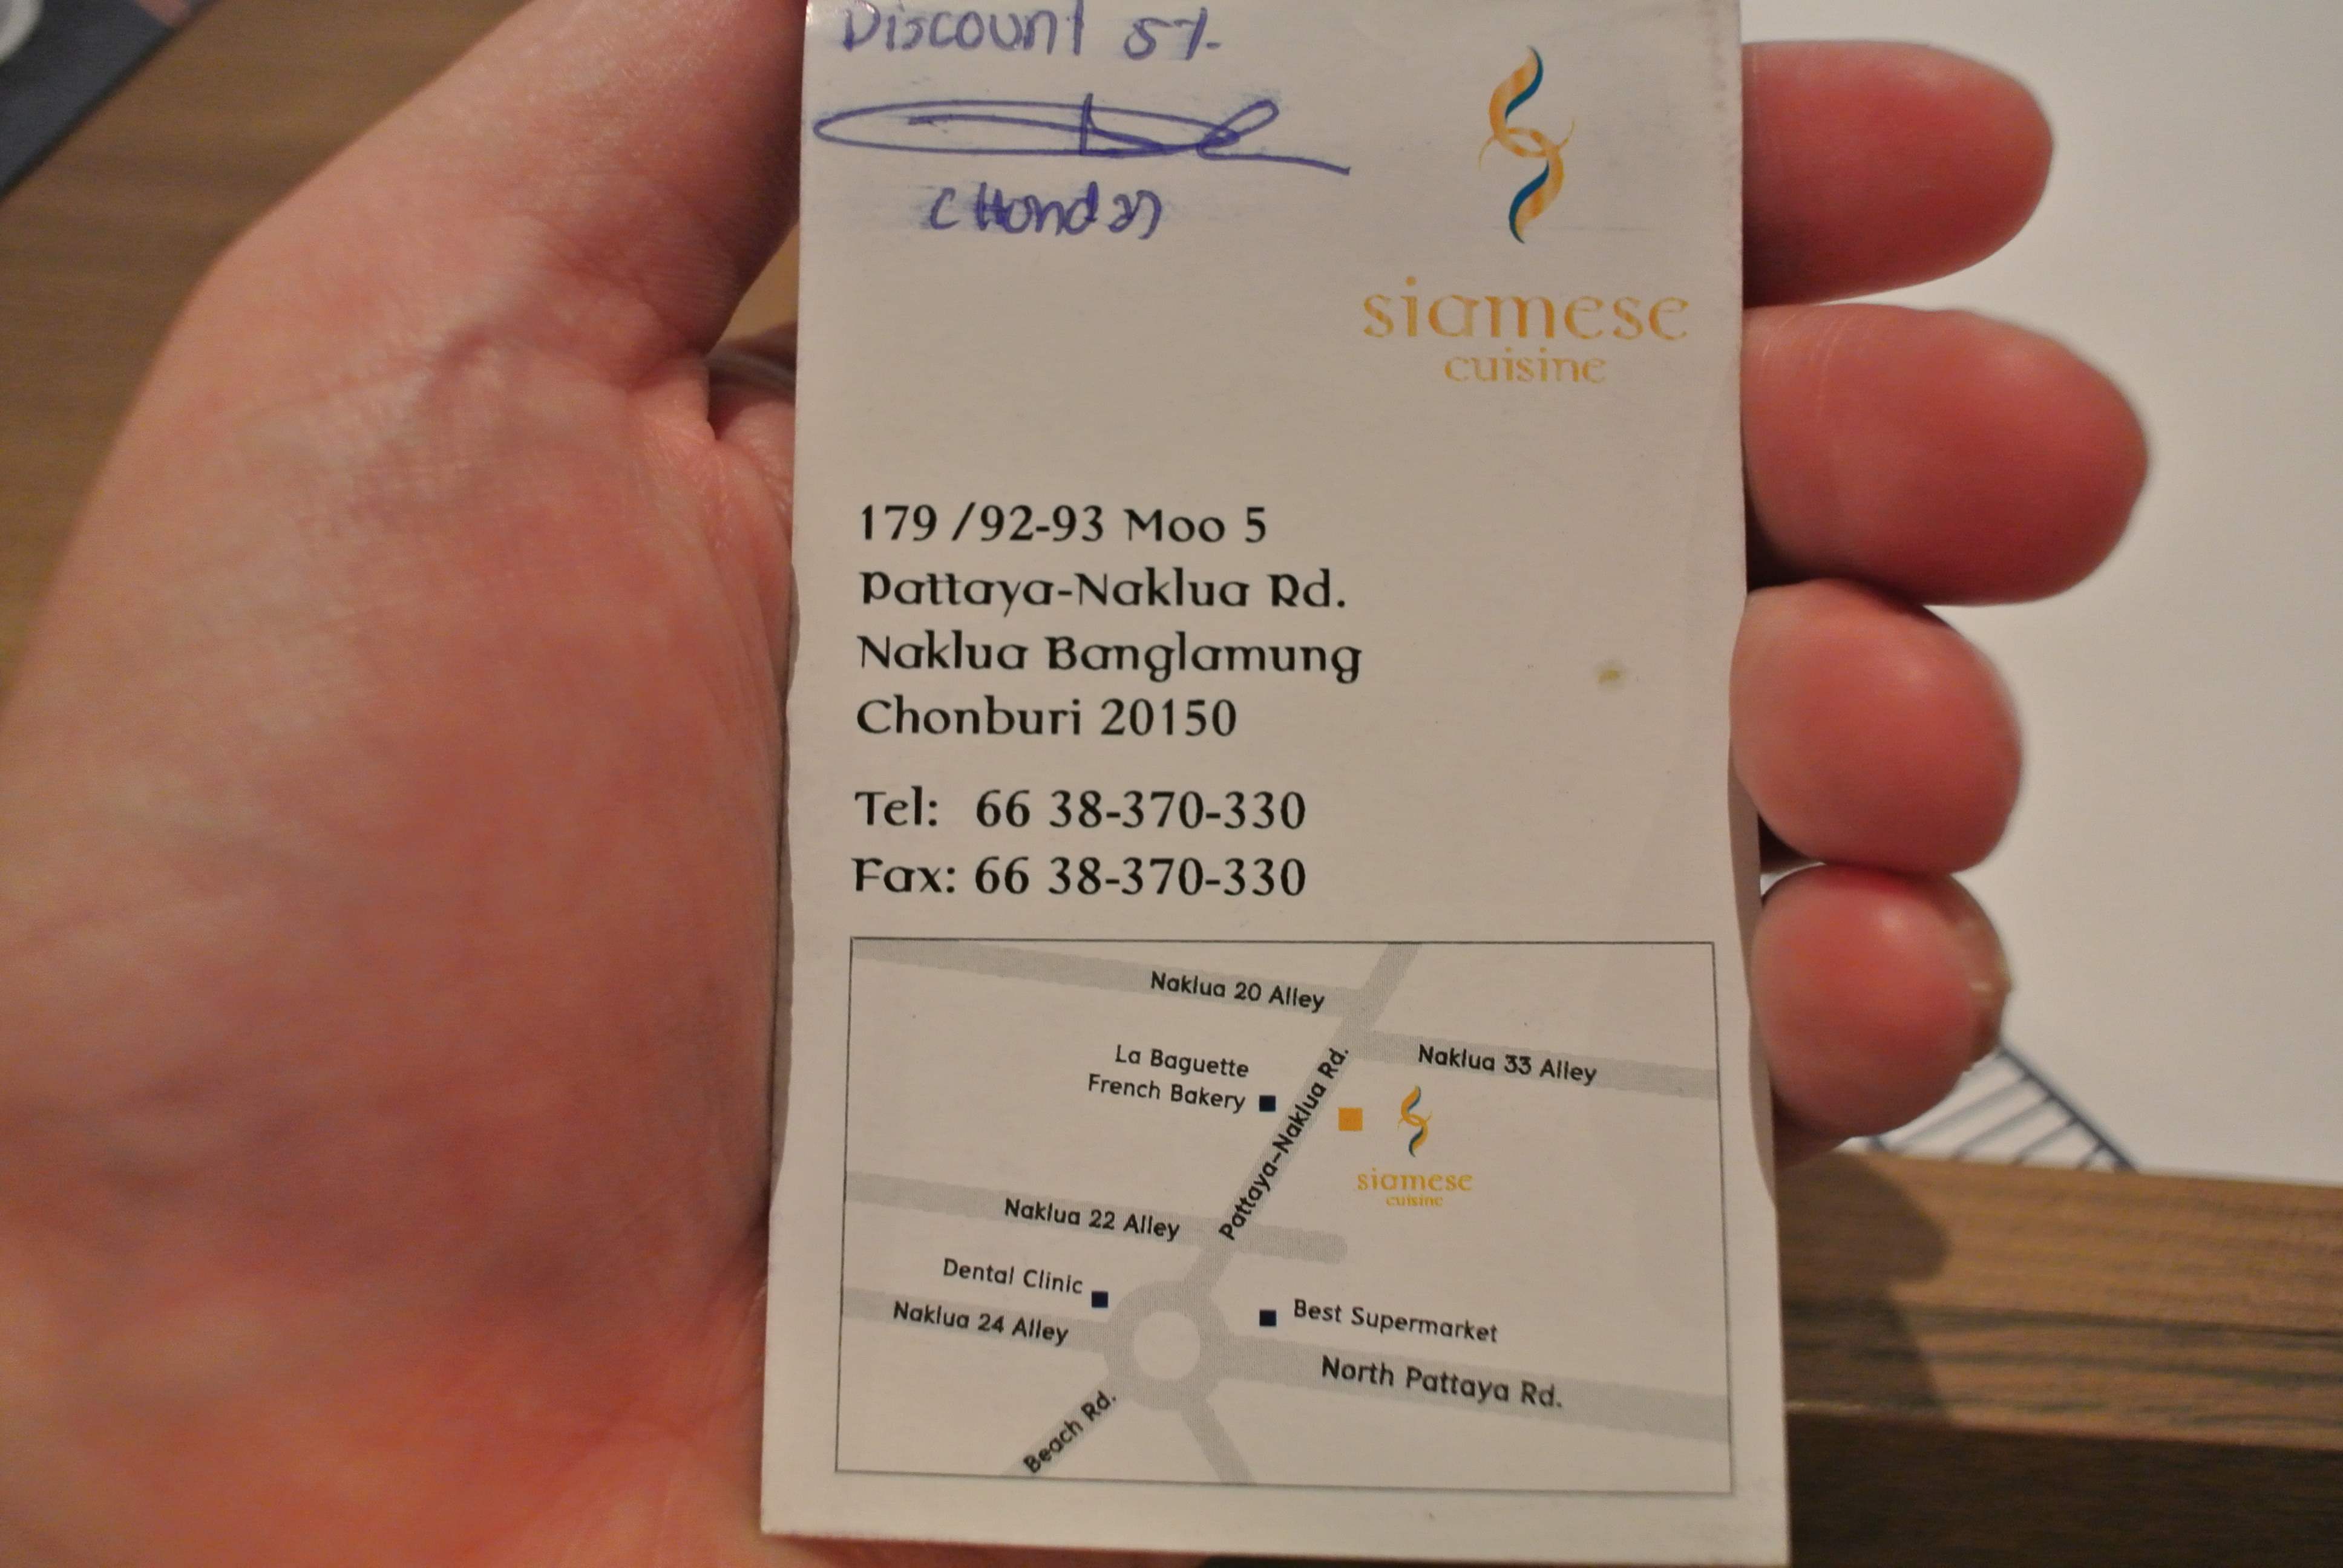 Discount 5%
siamese
cuisine
179 /92-93 Moo 5
Pattaya-Naklua Rd.
Naklua Banglamung
Chonburi 20150
Tel: 66 38-370-330
Fax: 66 38-370-330
Naklua 20 Alley
La Baguette
French Bakery
Naklua 33 Alley
Pattaya-Naklua Rd.
siamese
cuisine
Naklua 22 Alley
Dental Clinic
Naklua 24 Alley
Best Supermarket
North Pattaya Rd.
Beach Rd.